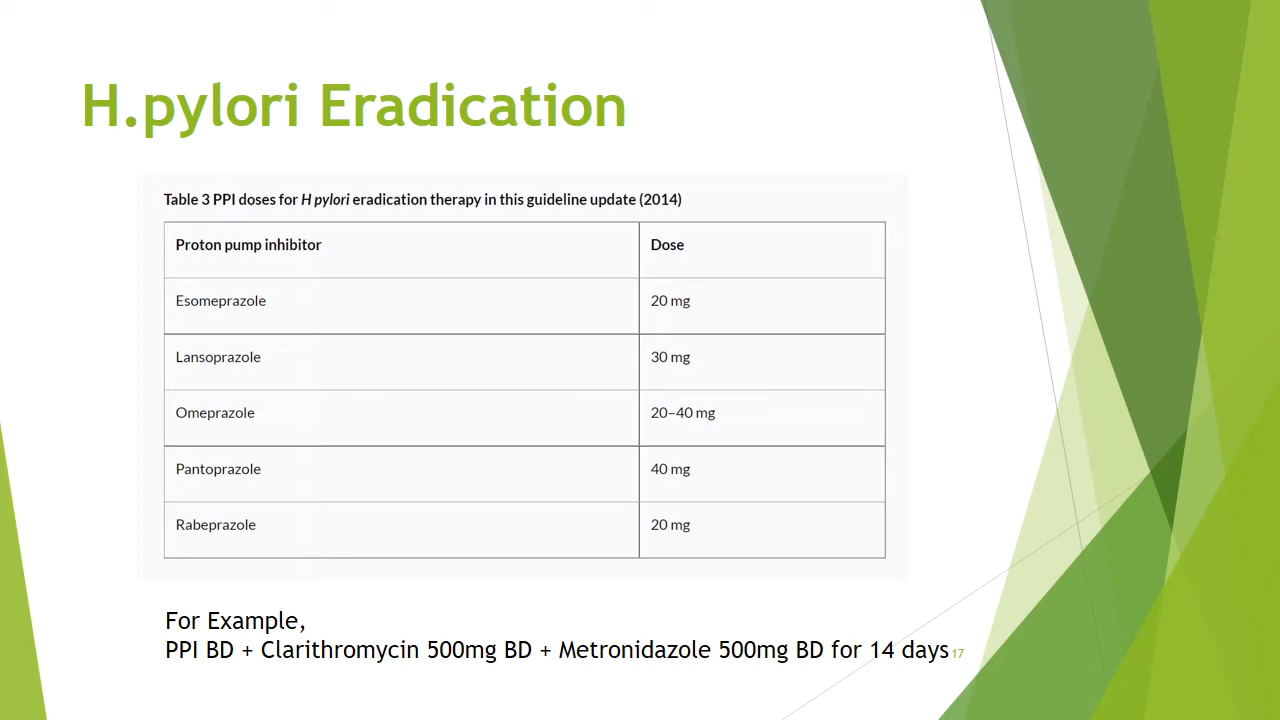 H.pylori Eradication
Table 3 PPI doses for H pylori eradication therapy in this guideline update (2014)
Proton pump inhibitor Dose
Esomeprazole 20 mg
Lansoprazole 30 mg
Omeprazole 20–40 mg
Pantoprazole 40 mg
Rabeprazole 20 mg
For Example,
PPI BD + Clarithromycin 500mg BD + Metronidazole 500mg BD for 14 days
17